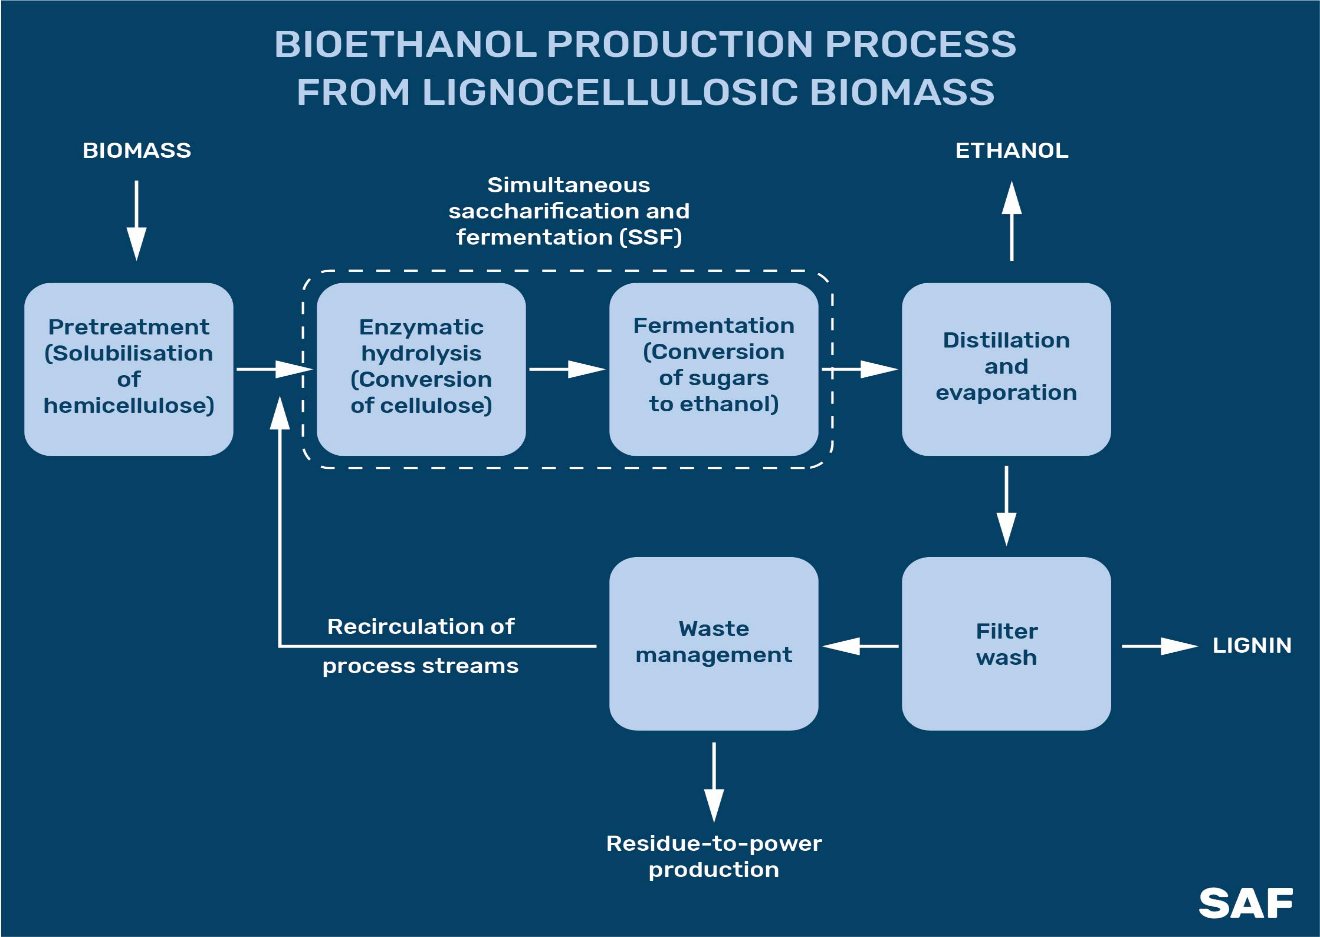 BIOETHANOL PRODUCTION PROCESS
FROM LIGNOCELLULOSIC BIOMASS
BIOMASS
ETHANOL
Simultaneous
saccharification and
fermentation (SSF)
Pretreatment
(Solubilisation
of
hemicellulose)
Enzymatic
hydrolysis
(Conversion
of cellulose)
Fermentation
(Conversion
of sugars
to ethanol)
Distillation
and
evaporation
Recirculation of
process streams
Waste
management
Filter
wash
LIGNIN
Residue-to-power
production
SAF